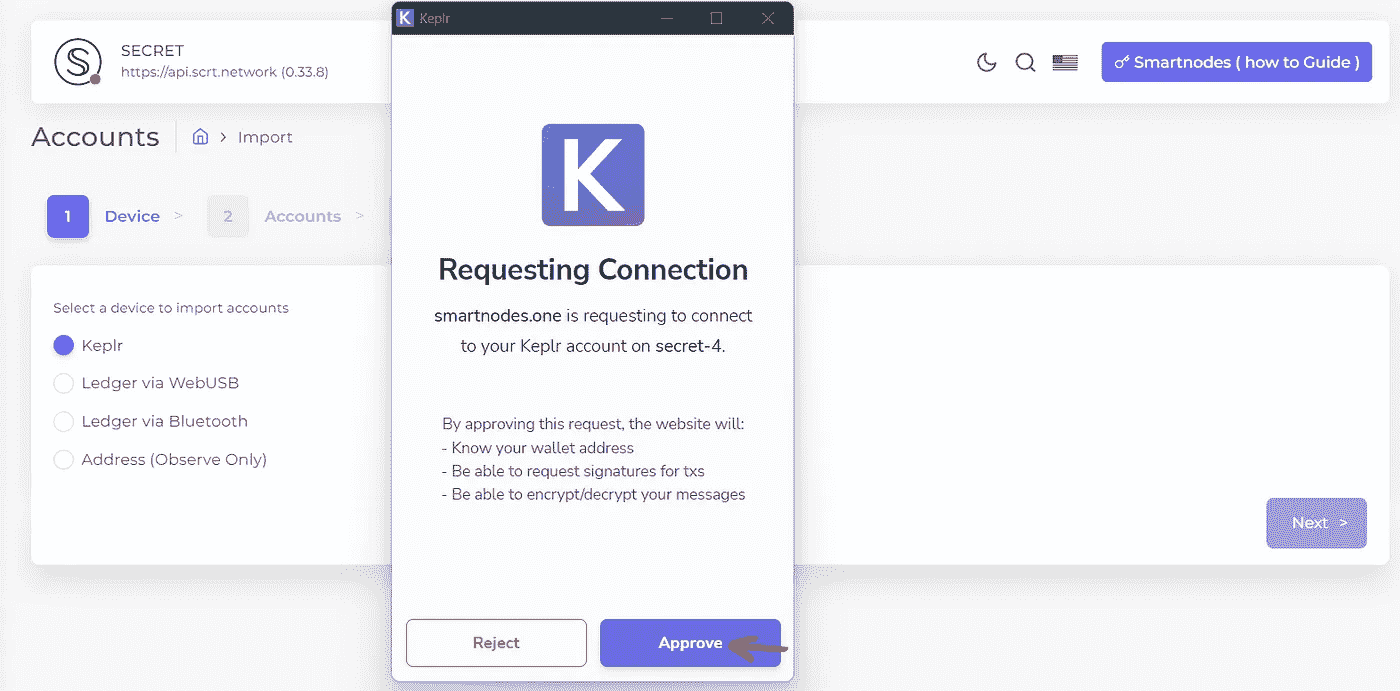 K Keplr
SECRET
https://api.scrt.network (0.33.8)
Smartnodes ( how to Guide )
Accounts
> Import
1 Device > 2 Accounts >
Select a device to import accounts
Keplr
Ledger via WebUSB
Ledger via Bluetooth
Address (Observe Only)
Next >
K
Requesting Connection
smartnodes.one is requesting to connect
to your Keplr account on secret-4.
By approving this request, the website will:
- Know your wallet address
- Be able to request signatures for txs
- Be able to encrypt/decrypt your messages
Reject
Approve